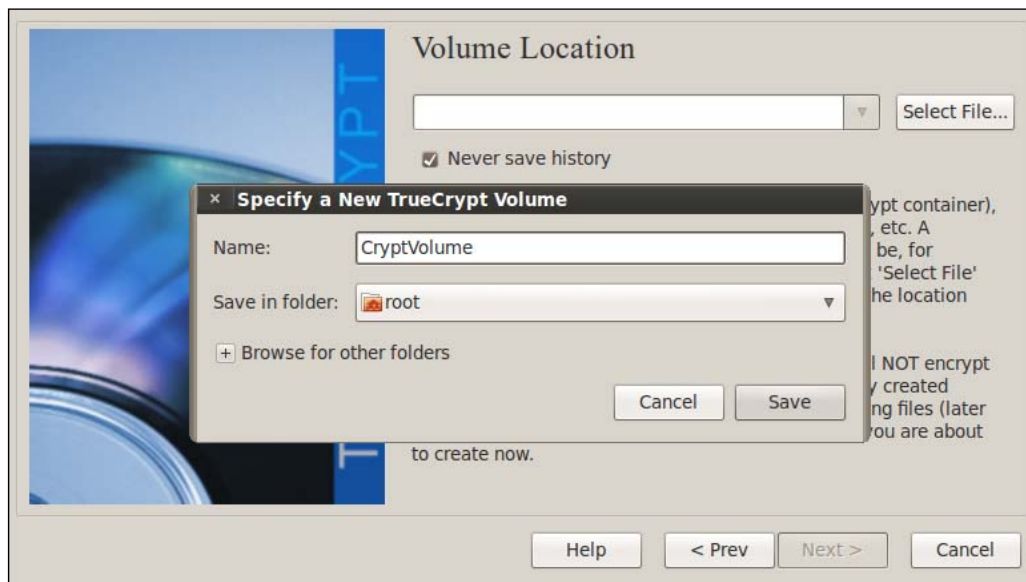 Volume Location
Select File...
Never save history
Specify a New TrueCrypt Volume
Name: CryptVolume
Save in folder: root
Browse for other folders
Cancel Save
ypt container),
, etc. A
be, for
'Select File'
he location
l NOT encrypt
y created
ng files (later
you are about
to create now.
YPT
T
Help < Prev Next > Cancel